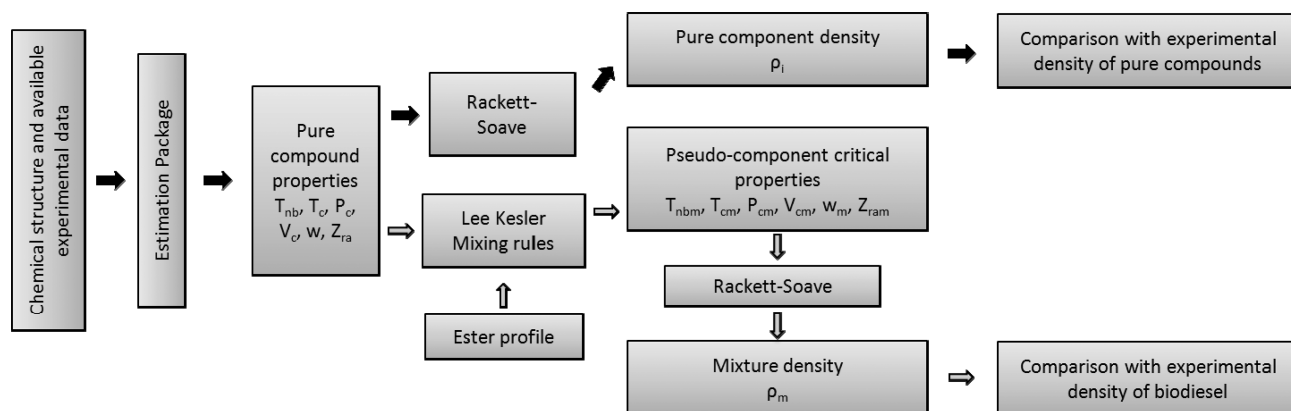 Chemical structure and available
experimental data
Estimation Package
Pure
compound
properties
Tnb, Tc, Pc,
Vc, w, Zra
Rackett-
Soave
Pure component density
ρi
Comparison with experimental
density of pure compounds
Lee Kesler
Mixing rules
Ester profile
Pseudo-component critical
properties
Tnbm, Tcm, Pcm, Vcm, wm, Zram
Rackett-Soave
Mixture density
ρm
Comparison with experimental
density of biodiesel